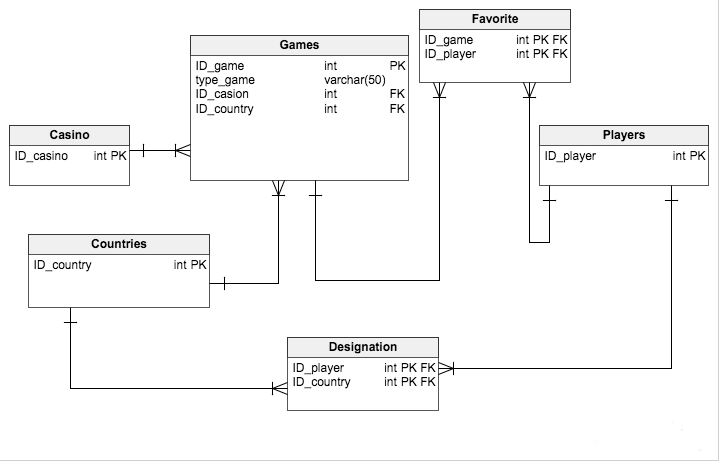 Favorite
ID_game int PK FK
ID_player int PK FK
Games
ID_game int PK
type_game varchar(50)
ID_casion int FK
ID_country int FK
Casino
ID_casino int PK
Players
ID_player int PK
Countries
ID_country int PK
Designation
ID_player int PK FK
ID_country int PK FK